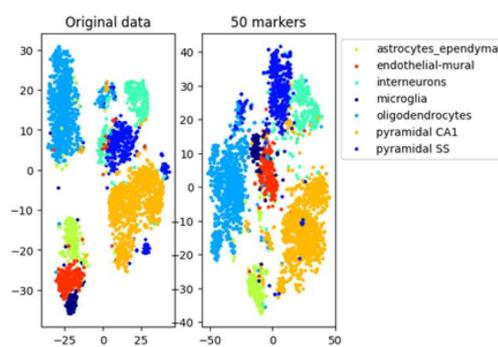 Original data
50 markers
30
20
10
0
−10
−20
−30
−25
0
25
40
30
20
10
0
−10
−20
−30
−40
−50
0
50
astrocytes_ependyma
endothelial-mural
interneurons
microglia
oligodendrocytes
pyramidal CA1
pyramidal SS